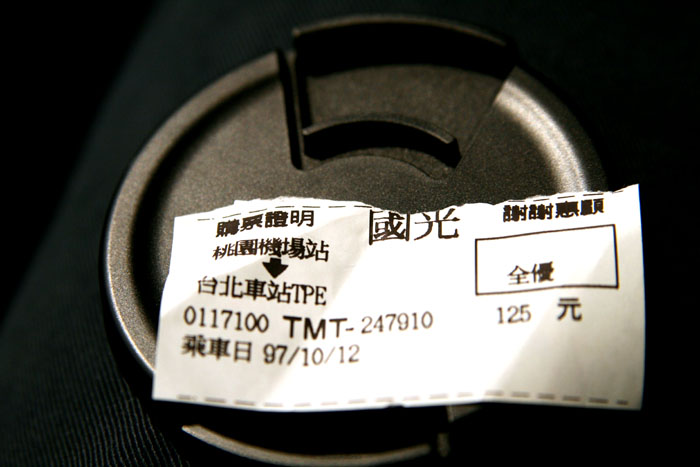 購票證明 國光 謝謝惠顧
桃園機場站
全優
台北車站TPE
0117100 TMT-247910 125 元
乘車日 97/10/12